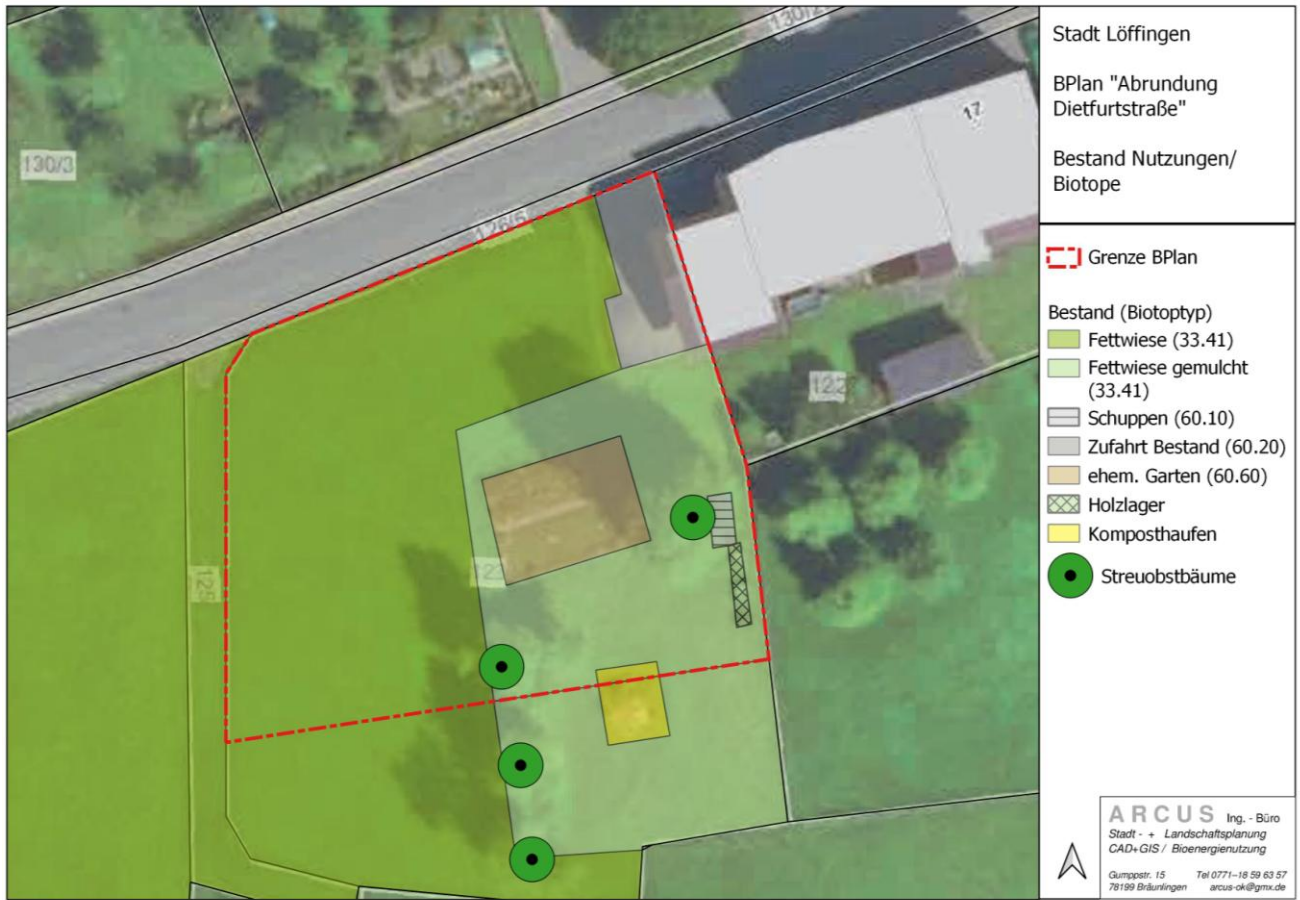 130/2
17
130/3
126/5
122
125
123
Stadt Löffingen
BPlan "Abrundung
Dietfurtstraße"
Bestand Nutzungen/
Biotope
Grenze BPlan
Bestand (Biotoptyp)
Fettwiese (33.41)
Fettwiese gemulcht
(33.41)
Schuppen (60.10)
Zufahrt Bestand (60.20)
ehem. Garten (60.60)
Holzlager
Komposthaufen
Streuobstbäume
ARCUS Ing. - Büro
Stadt - + Landschaftsplanung
CAD+GIS / Bioenergienutzung
Gumppstr. 15 Tel 0771-18 59 63 57
78199 Bräunlingen arcus-ok@gmx.de